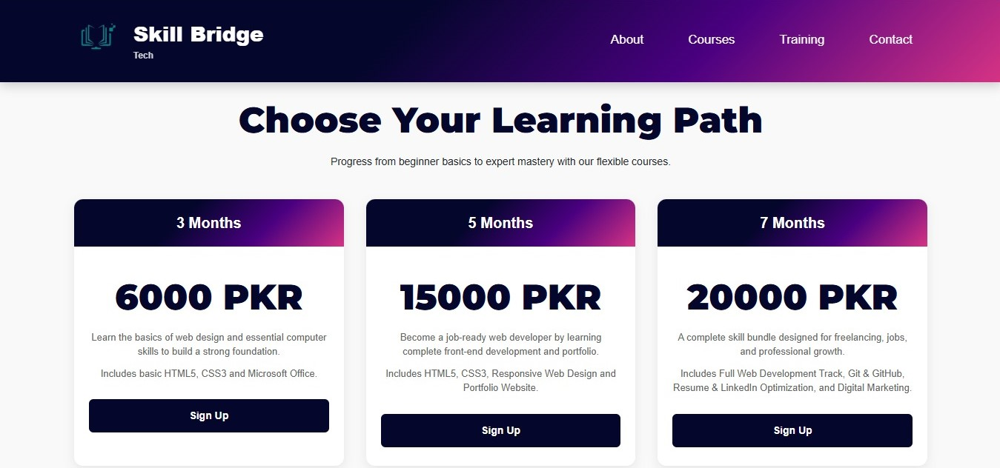 Skill Bridge
Tech
About
Courses
Training
Contact
Choose Your Learning Path
Progress from beginner basics to expert mastery with our flexible courses.
3 Months
6000 PKR
Learn the basics of web design and essential computer
skills to build a strong foundation.
Includes basic HTML5, CSS3 and Microsoft Office.
Sign Up
5 Months
15000 PKR
Become a job-ready web developer by learning
complete front-end development and portfolio.
Includes HTML5, CSS3, Responsive Web Design and
Portfolio Website.
Sign Up
7 Months
20000 PKR
A complete skill bundle designed for freelancing, jobs,
and professional growth.
Includes Full Web Development Track, Git & GitHub,
Resume & LinkedIn Optimization, and Digital Marketing.
Sign Up